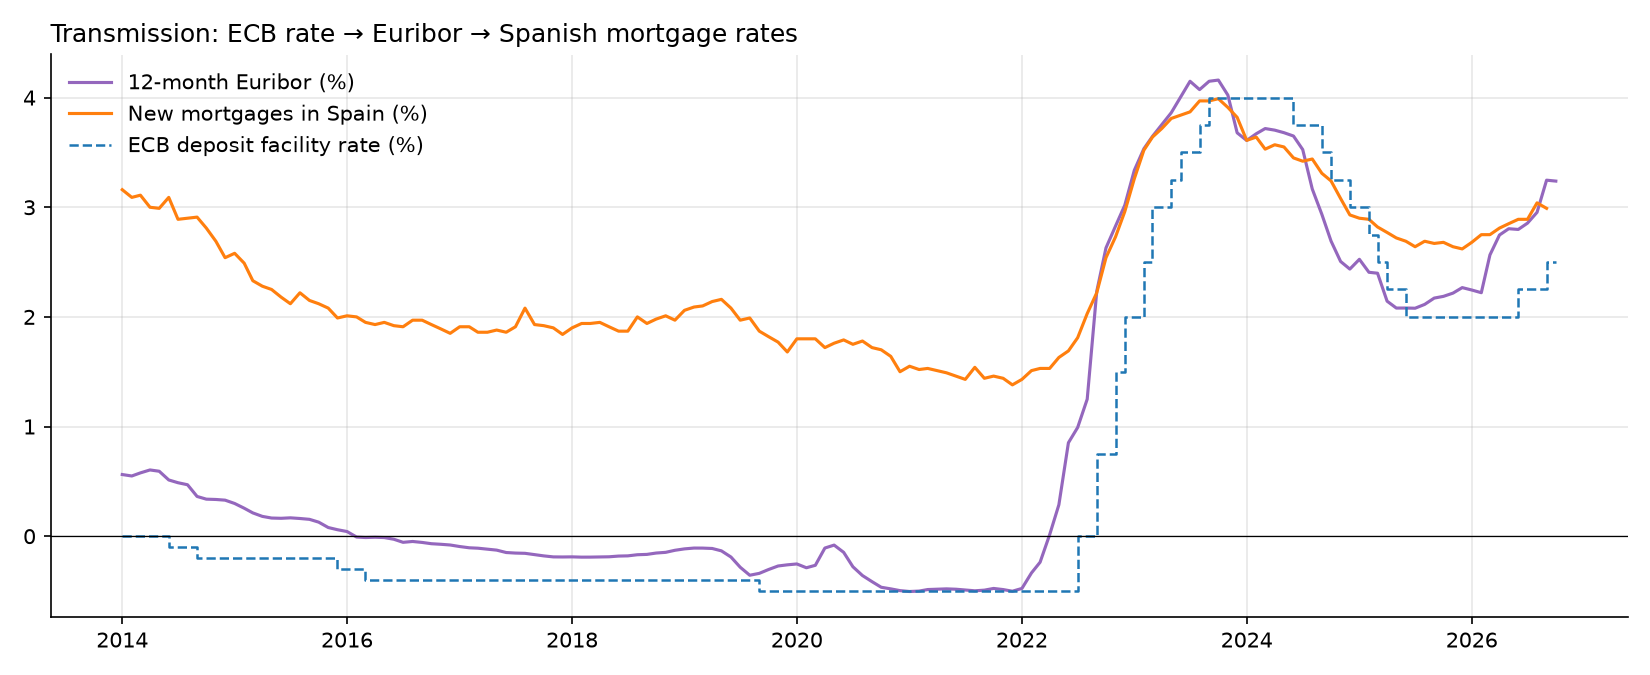 Transmission: ECB rate → Euribor → Spanish mortgage rates
12-month Euribor (%)
New mortgages in Spain (%)
ECB deposit facility rate (%)
4
3
2
1
0
2014 2016 2018 2020 2022 2024 2026